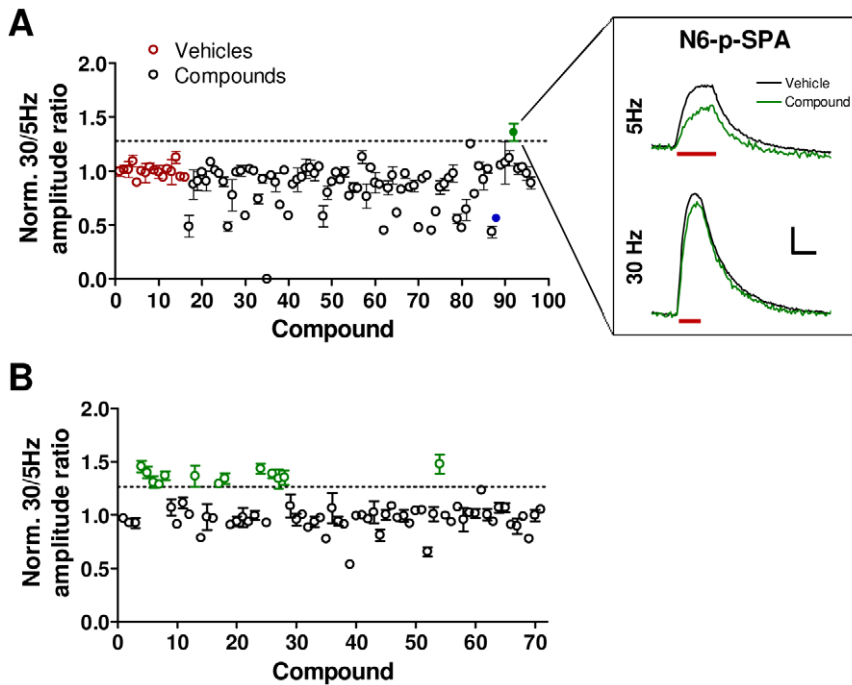 A
Vehicles
Compounds
Norm. 30/5Hz
amplitude ratio
2.0
1.5
1.0
0.5
0.0
0 10 20 30 40 50 60 70 80 90 100
Compound
N6-p-SPA
Vehicle
Compound
5Hz
30 Hz
B
Norm. 30/5Hz
amplitude ratio
2.0
1.5
1.0
0.5
0.0
0 10 20 30 40 50 60 70
Compound